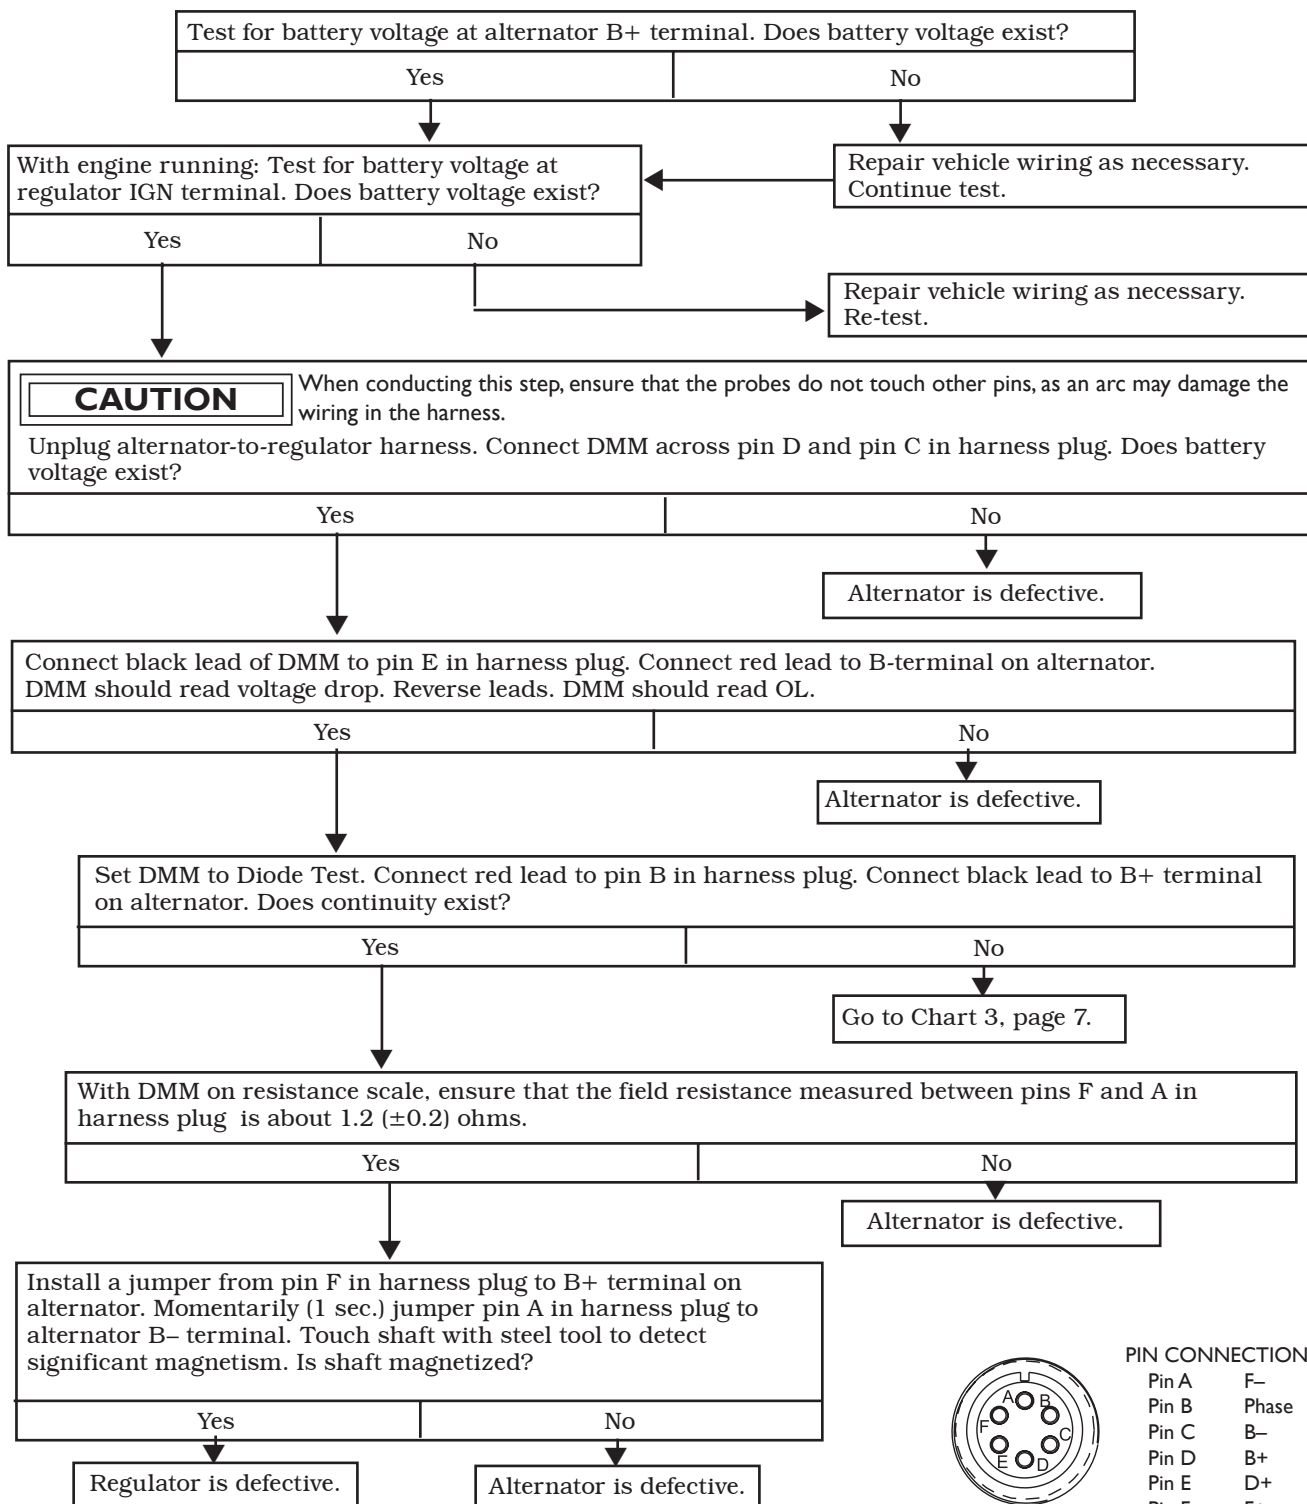 Test for battery voltage at alternator B+ terminal. Does battery voltage exist?
Yes
No
With engine running: Test for battery voltage at
regulator IGN terminal. Does battery voltage exist?
Repair vehicle wiring as necessary.
Continue test.
Yes
No
Repair vehicle wiring as necessary.
Re-test.
CAUTION
When conducting this step, ensure that the probes do not touch other pins, as an arc may damage the
wiring in the harness.
Unplug alternator-to-regulator harness. Connect DMM across pin D and pin C in harness plug. Does battery
voltage exist?
Yes
No
Alternator is defective.
Connect black lead of DMM to pin E in harness plug. Connect red lead to B-terminal on alternator.
DMM should read voltage drop. Reverse leads. DMM should read OL.
Yes
No
Alternator is defective.
Set DMM to Diode Test. Connect red lead to pin B in harness plug. Connect black lead to B+ terminal
on alternator. Does continuity exist?
Yes
No
Go to Chart 3, page 7.
With DMM on resistance scale, ensure that the field resistance measured between pins F and A in
harness plug is about 1.2 (±0.2) ohms.
Yes
No
Alternator is defective.
Install a jumper from pin F in harness plug to B+ terminal on
alternator. Momentarily (1 sec.) jumper pin A in harness plug to
alternator B– terminal. Touch shaft with steel tool to detect
significant magnetism. Is shaft magnetized?
Yes
No
Regulator is defective.
Alternator is defective.
A
B
C
D
E
F
PIN CONNECTION
Pin A F–
Pin B Phase
Pin C B–
Pin D B+
Pin E D+